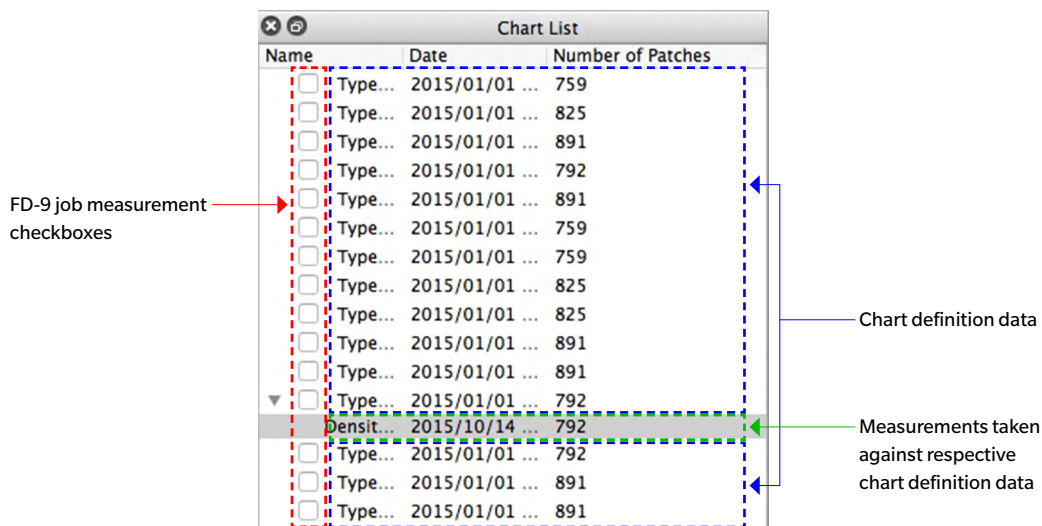 Chart List
Name Date Number of Patches
Type... 2015/01/01 ... 759
Type... 2015/01/01 ... 825
Type... 2015/01/01 ... 891
Type... 2015/01/01 ... 792
FD-9 job measurement
checkboxes
Type... 2015/01/01 ... 891
Type... 2015/01/01 ... 759
Type... 2015/01/01 ... 759
Type... 2015/01/01 ... 825
Type... 2015/01/01 ... 825
Type... 2015/01/01 ... 891
Type... 2015/01/01 ... 891
Type... 2015/01/01 ... 792
Densit... 2015/10/14 ... 792
Type... 2015/01/01 ... 792
Type... 2015/01/01 ... 891
Type... 2015/01/01 ... 891
Chart definition data
Measurements taken
against respective
chart definition data